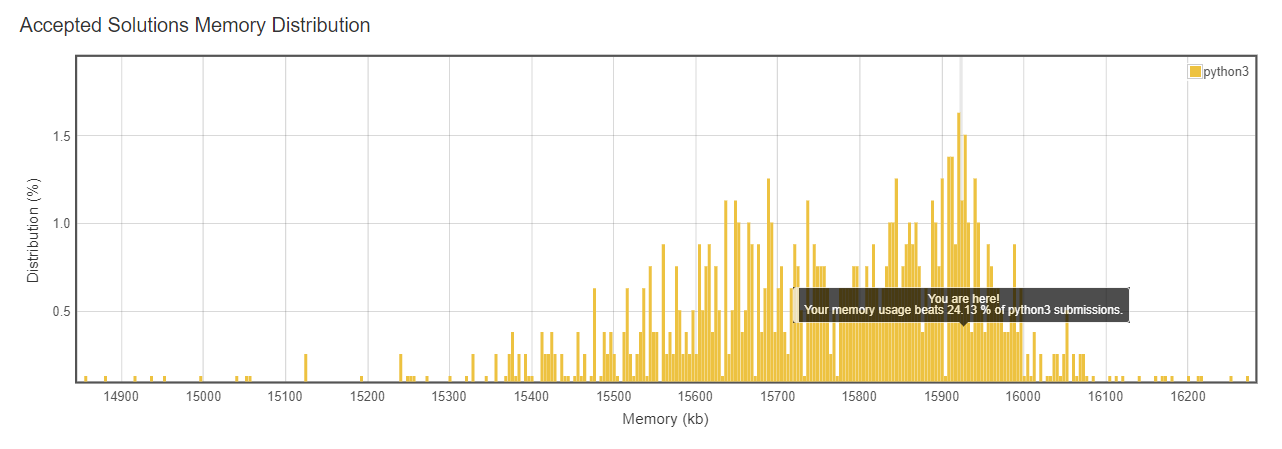 Accepted Solutions Memory Distribution
python3
1.5
1.0
0.5
Distribution (%)
You are here!
Your memory usage beats 24.13 % of python3 submissions.
14900 15000 15100 15200 15300 15400 15500 15600 15700 15800 15900 16000 16100 16200
Memory (kb)